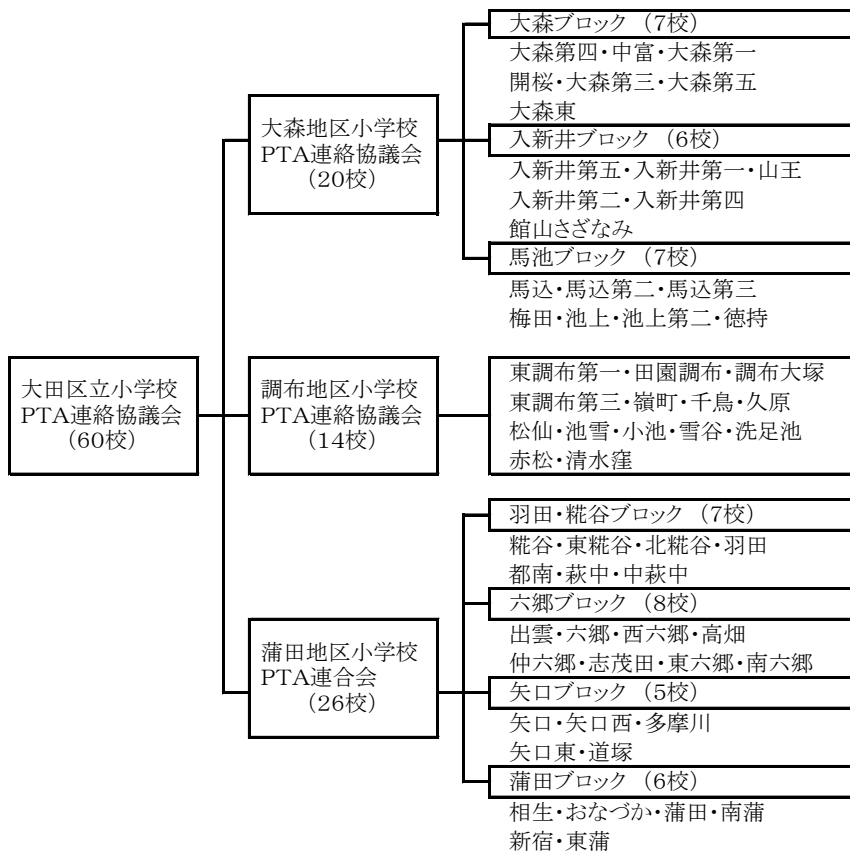 大田区立小学校
PTA連絡協議会
(60校)
大森地区小学校
PTA連絡協議会
(20校)
大森ブロック (7校)
大森第四・中富・大森第一
開桜・大森第三・大森第五
大森東
入新井ブロック (6校)
入新井第五・入新井第一・山王
入新井第二・入新井第四
館山さざなみ
馬池ブロック (7校)
馬込・馬込第二・馬込第三
梅田・池上・池上第二・徳持
調布地区小学校
PTA連絡協議会
(14校)
東調布第一・田園調布・調布大塚
東調布第三・嶺町・千鳥・久原
松仙・池雪・小池・雪谷・洗足池
赤松・清水窪
蒲田地区小学校
PTA連合会
(26校)
羽田・糀谷ブロック (7校)
糀谷・東糀谷・北糀谷・羽田
都南・萩中・中萩中
六郷ブロック (8校)
出雲・六郷・西六郷・高畑
仲六郷・志茂田・東六郷・南六郷
矢口ブロック (5校)
矢口・矢口西・多摩川
矢口東・道塚
蒲田ブロック (6校)
相生・おなづか・蒲田・南蒲
新宿・東蒲